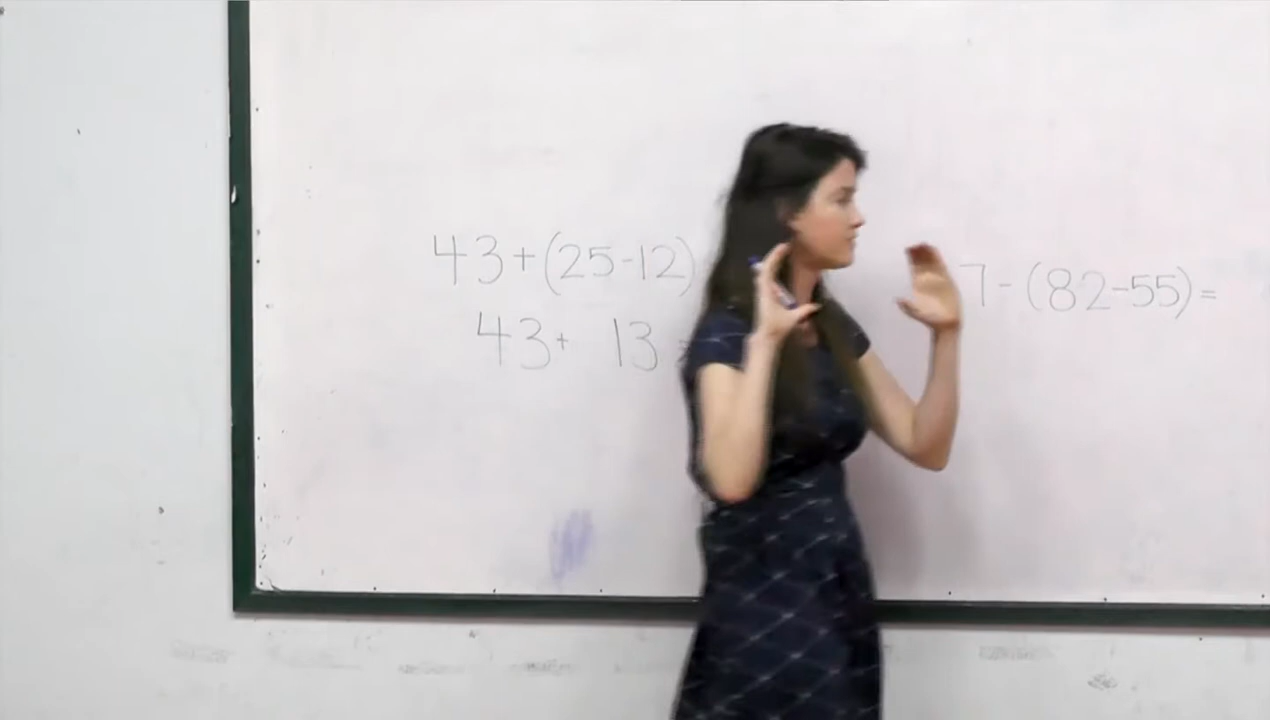 43+(25-12)
43+ 13 =
7-(82-55)=